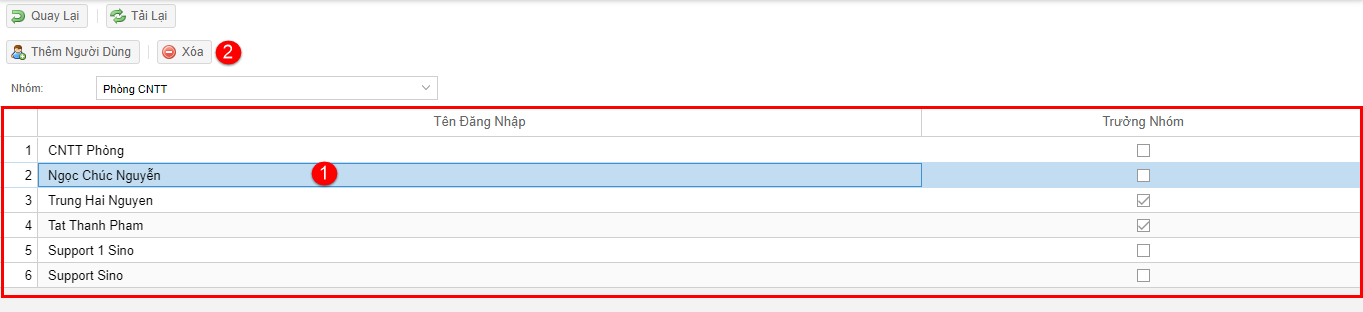 Quay Lại Tải Lại
Thêm Người Dùng Xóa 2
Nhóm: Phòng CNTT
Tên Đăng Nhập Trưởng Nhóm
1 CNTT Phòng
2 Ngọc Chúc Nguyễn 1
3 Trung Hai Nguyen
4 Tat Thanh Pham
5 Support 1 Sino
6 Support Sino